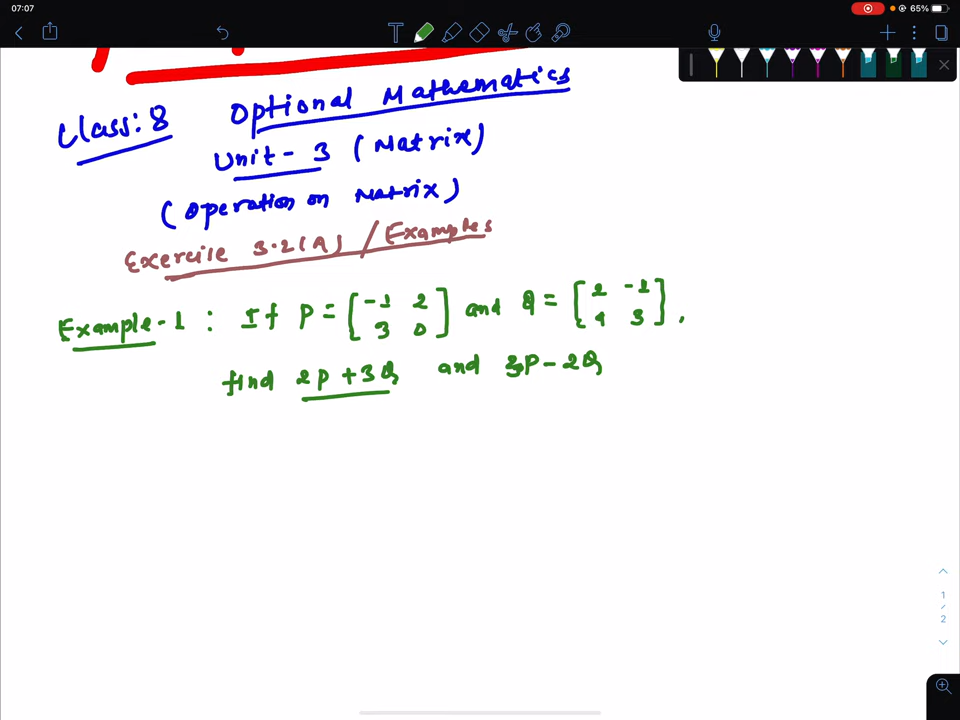 07:07
65%
Class: 8 Optional Mathematics
Unit - 3 (Matrix)
(Operation on Matrix)
Exercise 3.2(A) / Examples
Example-1 : If P = [-1 2 3 0] and Q = [2 -1 4 3],
find 2P + 3Q and 3P - 2Q
1
/
2